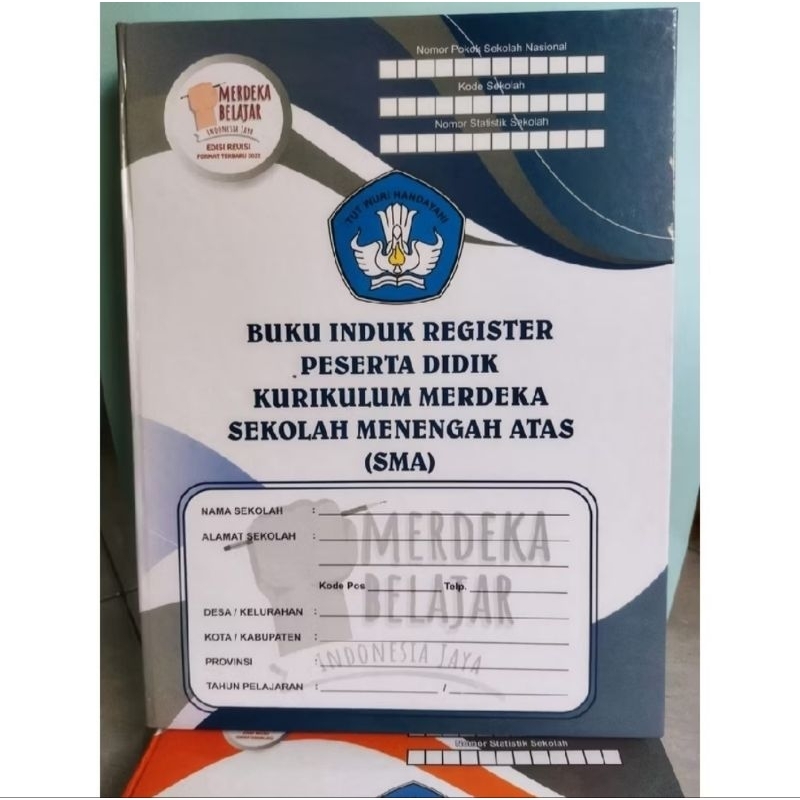 Nomor Pokok Sekolah Nasional
Kode Sekolah
Nomor Statistik Sekolah
MERDEKA
BELAJAR
INDONESIA JAYA
EDISI REVISI
FORMAT TERBARU 2022
TUT WURI HANDAYANI
BUKU INDUK REGISTER
PESERTA DIDIK
KURIKULUM MERDEKA
SEKOLAH MENENGAH ATAS
(SMA)
NAMA SEKOLAH :
ALAMAT SEKOLAH :
Kode Pos Telp.
DESA / KELURAHAN :
KOTA / KABUPATEN :
PROVINSI :
TAHUN PELAJARAN : /
MERDEKA
BELAJAR
INDONESIA JAYA
Nomor Statistik Sekolah